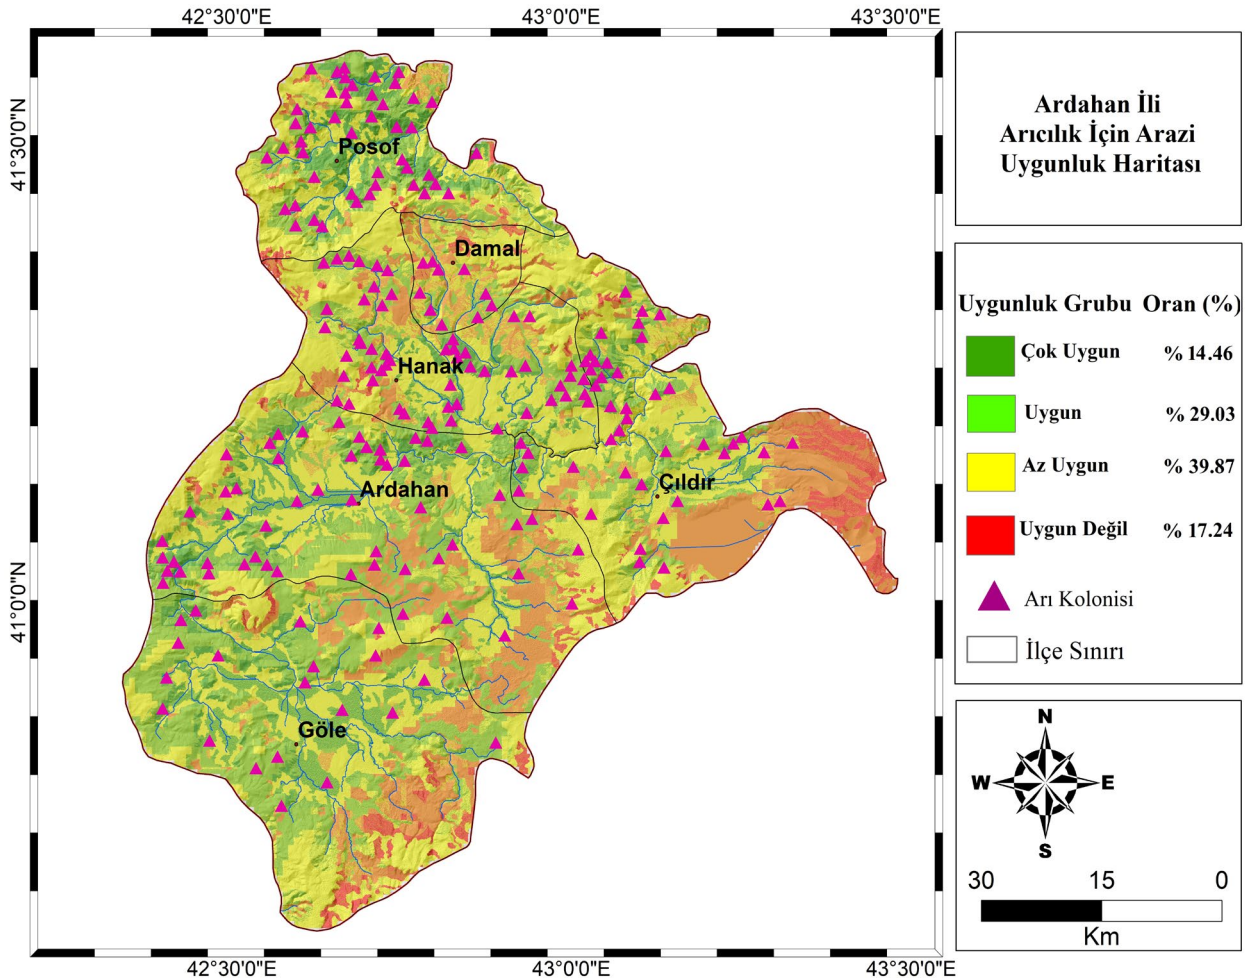 42°30'0"E
43°0'0"E
43°30'0"E
41°30'0"N
41°0'0"N
Posof
Damal
Hanak
Ardahan
Çıldır
Göle
42°30'0"E
43°0'0"E
43°30'0"E
Ardahan İli
Arıcılık İçin Arazi
Uygunluk Haritası
Uygunluk Grubu Oran (%)
Çok Uygun % 14.46
Uygun % 29.03
Az Uygun % 39.87
Uygun Değil % 17.24
Arı Kolonisi
İlçe Sınırı
N
W E
S
30 15 0
Km